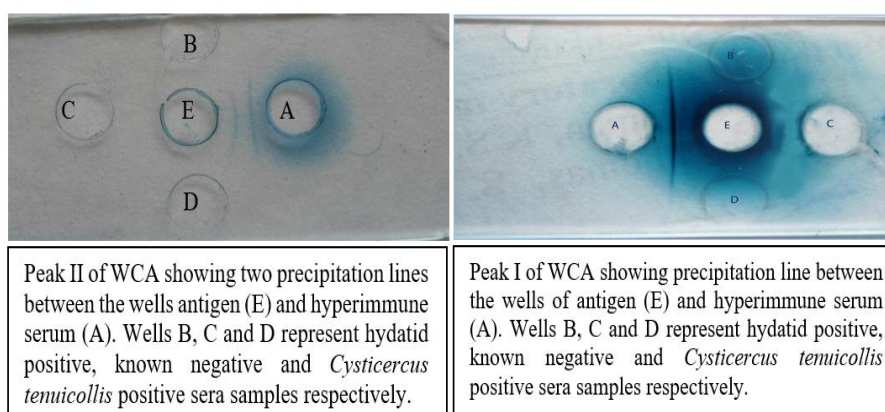 B
C
E
A
D
B
A
E
C
D
Peak II of WCA showing two precipitation lines
between the wells antigen (E) and hyperimmune
serum (A). Wells B, C and D represent hydatid
positive, known negative and Cysticercus
tenuicollis positive sera samples respectively.
Peak I of WCA showing precipitation line between
the wells of antigen (E) and hyperimmune serum
(A). Wells B, C and D represent hydatid positive,
known negative and Cysticercus tenuicollis
positive sera samples respectively.